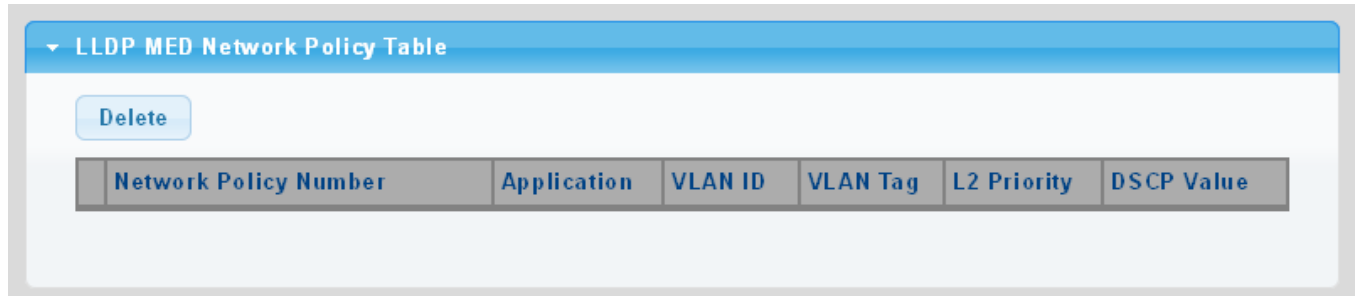 LLDP MED Network Policy Table
Delete
Network Policy Number Application VLAN ID VLAN Tag L2 Priority DSCP Value